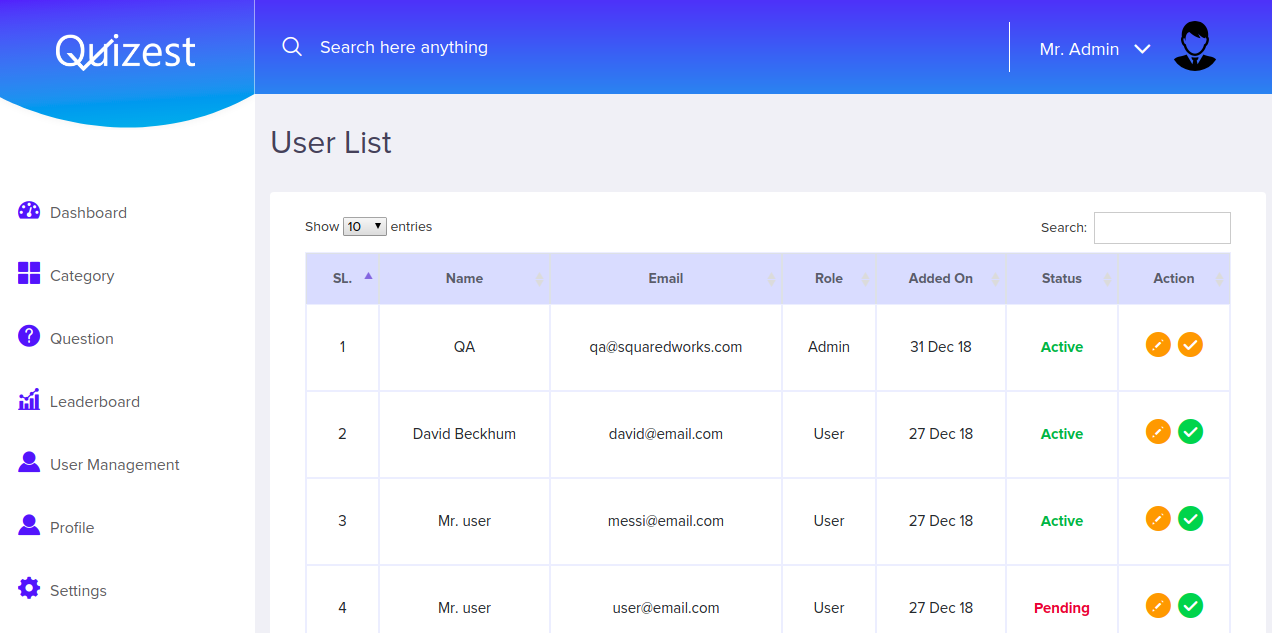 Quizest
Search here anything
Mr. Admin
User List
Dashboard
Category
Question
Leaderboard
User Management
Profile
Settings
Show 10 entries
Search:
SL. Name Email Role Added On Status Action
1 QA qa@squaredworks.com Admin 31 Dec 18 Active
2 David Beckhum david@email.com User 27 Dec 18 Active
3 Mr. user messi@email.com User 27 Dec 18 Active
4 Mr. user user@email.com User 27 Dec 18 Pending